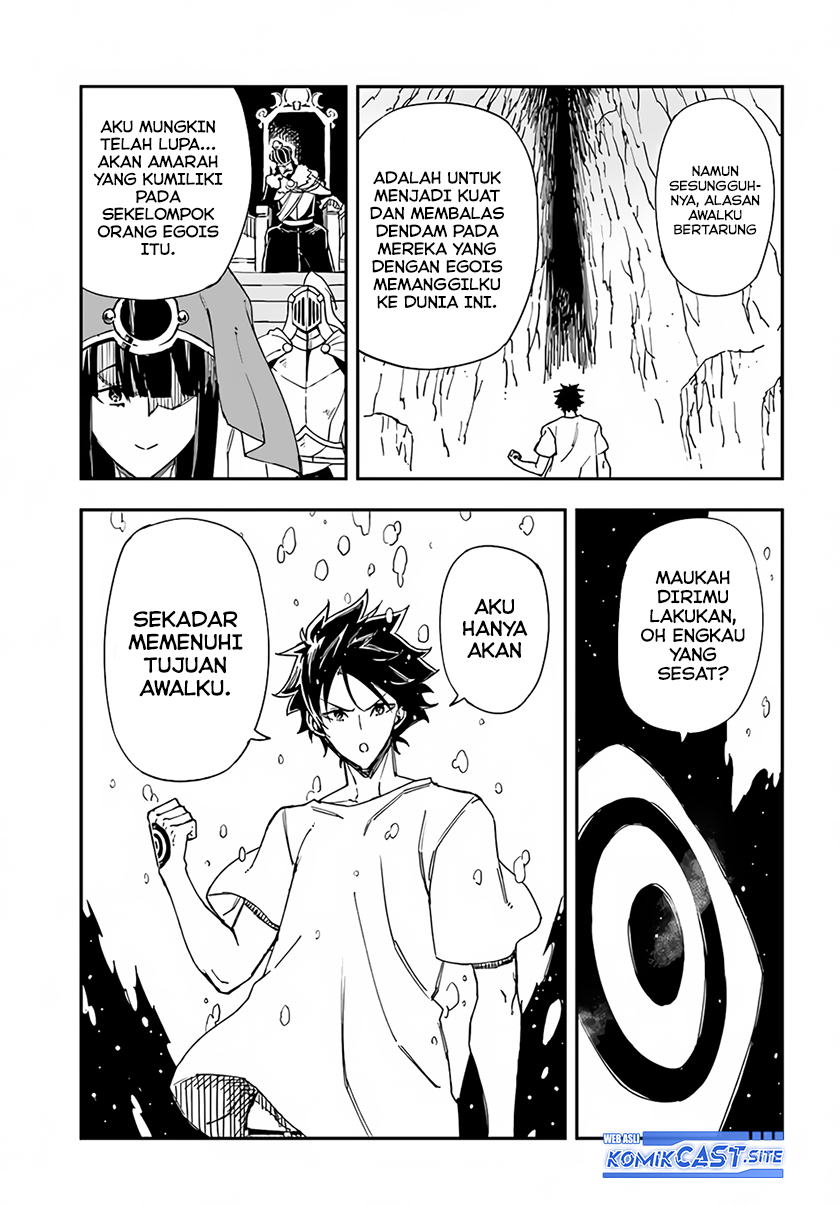 NAMUN
SESUNGGUH-
NYA, ALASAN
AWALKU
BERTARUNG
ADALAH UNTUK
MENJADI KUAT
DAN MEMBALAS
DENDAM PADA
MEREKA YANG
DENGAN EGOIS
MEMANGGILKU
KE DUNIA INI.
AKU MUNGKIN
TELAH LUPA...
AKAN AMARAH
YANG KUMILIKI
PADA
SEKELOMPOK
ORANG EGOIS
ITU.
MAUKAH
DIRIMU
LAKUKAN,
OH ENGKAU
YANG
SESAT?
AKU
HANYA
AKAN
SEKADAR
MEMENUHI
TUJUAN
AWALKU.
WEB ASLI
KOMIKCAST.SITE